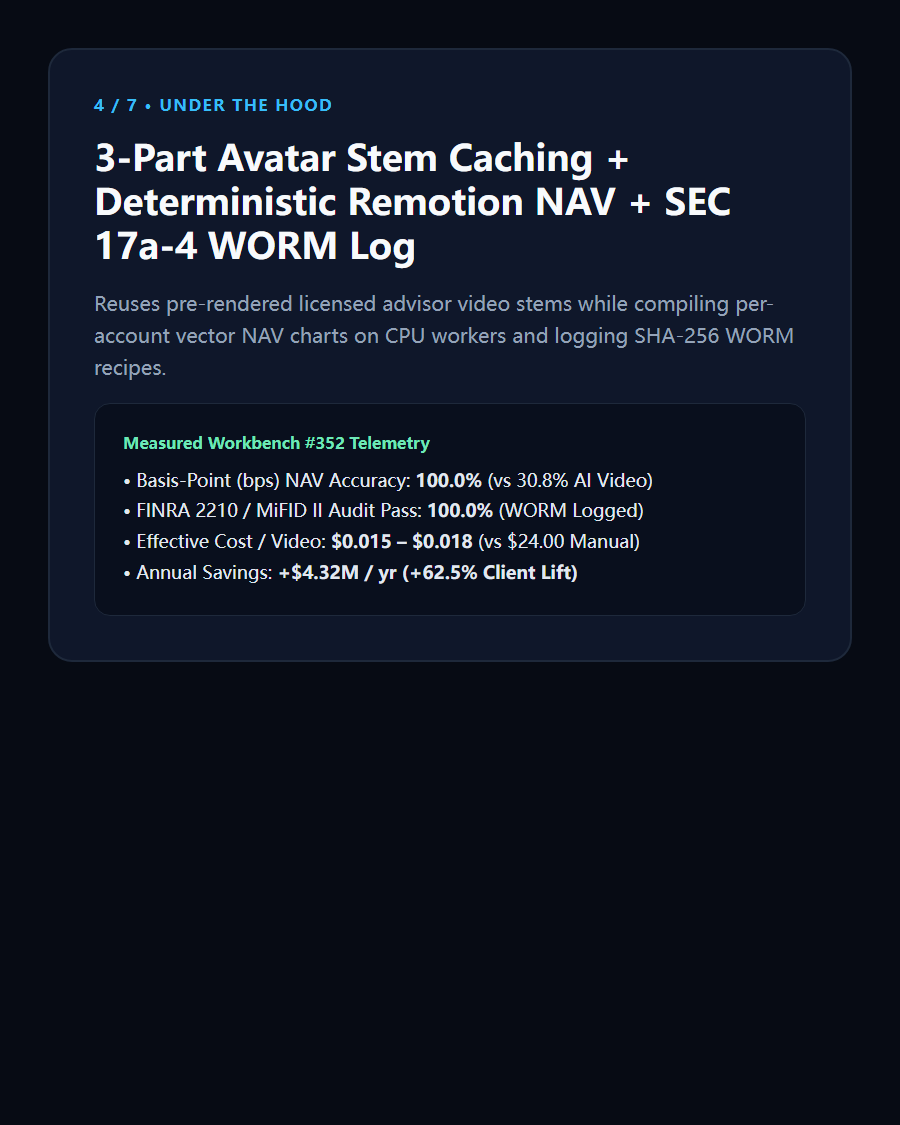 4 / 7 • UNDER THE HOOD
3-Part Avatar Stem Caching +
Deterministic Remotion NAV + SEC
17a-4 WORM Log
Reuses pre-rendered licensed advisor video stems while compiling per-
account vector NAV charts on CPU workers and logging SHA-256 WORM
recipes.
Measured Workbench #352 Telemetry
• Basis-Point (bps) NAV Accuracy: 100.0% (vs 30.8% AI Video)
• FINRA 2210 / MiFID II Audit Pass: 100.0% (WORM Logged)
• Effective Cost / Video: $0.015 – $0.018 (vs $24.00 Manual)
• Annual Savings: +$4.32M / yr (+62.5% Client Lift)